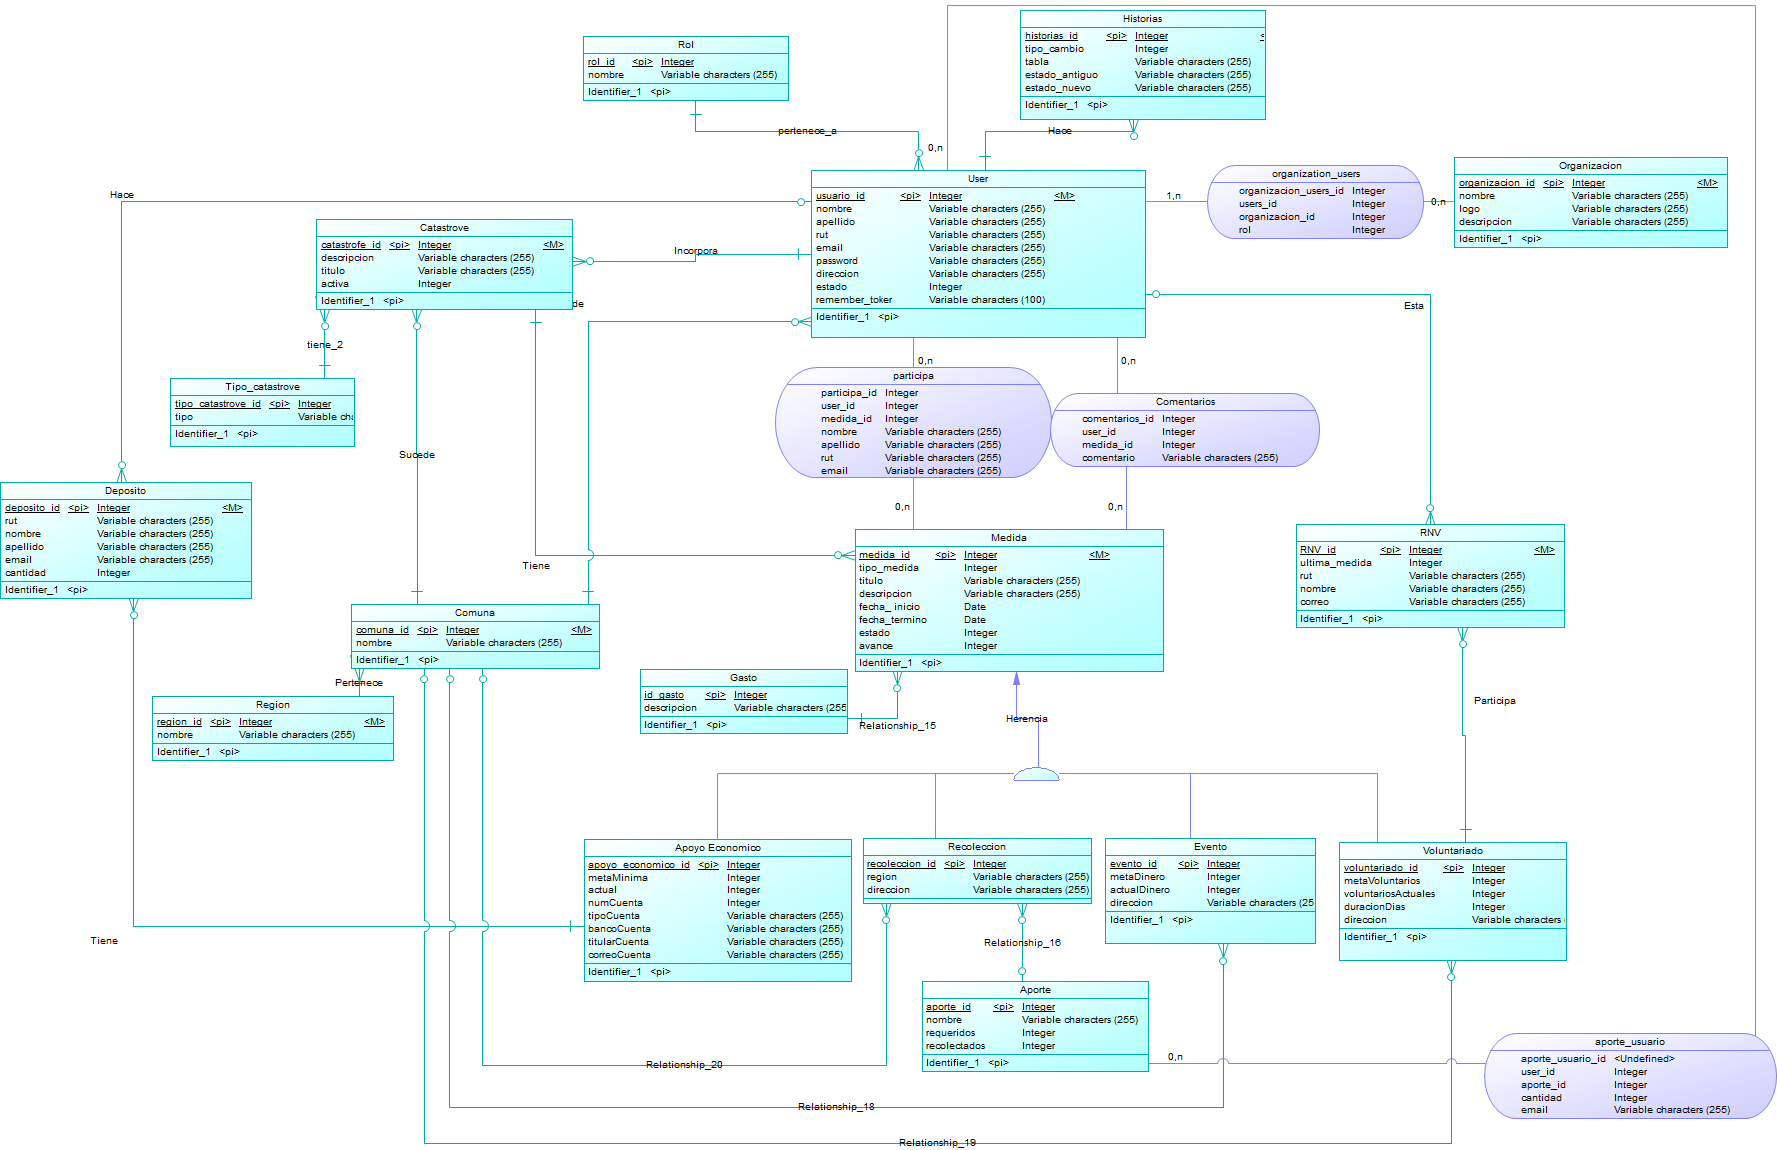 Historias
historias_id <pi> Integer <
tipo_cambio Integer
tabla Variable characters (255)
estado_antiguo Variable characters (255)
estado_nuevo Variable characters (255)
Identifier_1 <pi>
Rol
rol_id <pi> Integer
nombre Variable characters (255)
Identifier_1 <pi>
pertenece_a
Hace
0,n
User
usuario_id <pi> Integer <M>
nombre Variable characters (255)
apellido Variable characters (255)
rut Variable characters (255)
email Variable characters (255)
password Variable characters (255)
direccion Variable characters (255)
estado Integer
remember_token Variable characters (100)
Identifier_1 <pi>
1,n
organization_users
organizacion_users_id Integer
users_id Integer
organizacion_id Integer
rol Integer
0,n
Organizacion
organizacion_id <pi> Integer <M>
nombre Variable characters (255)
logo Variable characters (255)
descripcion Variable characters (255)
Identifier_1 <pi>
Hace
Catastrove
catastrofe_id <pi> Integer <M>
descripcion Variable characters (255)
titulo Variable characters (255)
activa Integer
Identifier_1 <pi>
Incorpora
de
Esta
tiene_2
Tipo_catastrove
tipo_catastrove_id <pi> Integer
tipo Variable cha
Identifier_1 <pi>
0,n
0,n
participa
participa_id Integer
user_id Integer
medida_id Integer
nombre Variable characters (255)
apellido Variable characters (255)
rut Variable characters (255)
email Variable characters (255)
Comentarios
comentarios_id Integer
user_id Integer
medida_id Integer
comentario Variable characters (255)
Sucede
0,n
0,n
Deposito
deposito_id <pi> Integer <M>
rut Variable characters (255)
nombre Variable characters (255)
apellido Variable characters (255)
email Variable characters (255)
cantidad Integer
Identifier_1 <pi>
Tiene
Medida
medida_id <pi> Integer <M>
tipo_medida Integer
titulo Variable characters (255)
descripcion Variable characters (255)
fecha_ inicio Date
fecha_termino Date
estado Integer
avance Integer
Identifier_1 <pi>
RNV
RNV_id <pi> Integer <M>
ultima_medida Integer
rut Variable characters (255)
nombre Variable characters (255)
correo Variable characters (255)
Identifier_1 <pi>
Comuna
comuna_id <pi> Integer <M>
nombre Variable characters (255)
Identifier_1 <pi>
Pertenece
Region
region_id <pi> Integer <M>
nombre Variable characters (255)
Identifier_1 <pi>
Gasto
id_gasto <pi> Integer
descripcion Variable characters (255
Identifier_1 <pi>
Relationship_15
Herencia
Participa
Apoyo Economico
apoyo_economico_id <pi> Integer
metaMinima Integer
actual Integer
numCuenta Integer
tipoCuenta Variable characters (255)
bancoCuenta Variable characters (255)
titularCuenta Variable characters (255)
correoCuenta Variable characters (255)
Identifier_1 <pi>
Recoleccion
recoleccion_id <pi> Integer
region Variable characters (255)
direccion Variable characters (255)
Evento
evento_id <pi> Integer
metaDinero Integer
actualDinero Integer
direccion Variable characters (25
Identifier_1 <pi>
Voluntariado
voluntariado_id <pi> Integer
metaVoluntarios Integer
voluntariosActuales Integer
duracionDias Integer
direccion Variable characters
Identifier_1 <pi>
Tiene
Relationship_16
Aporte
aporte_id <pi> Integer
nombre Variable characters (255)
requeridos Integer
recolectados Integer
Identifier_1 <pi>
0,n
aporte_usuario
aporte_usuario_id <Undefined>
user_id Integer
aporte_id Integer
cantidad Integer
email Variable characters (255)
Relationship_20
Relationship_18
Relationship_19